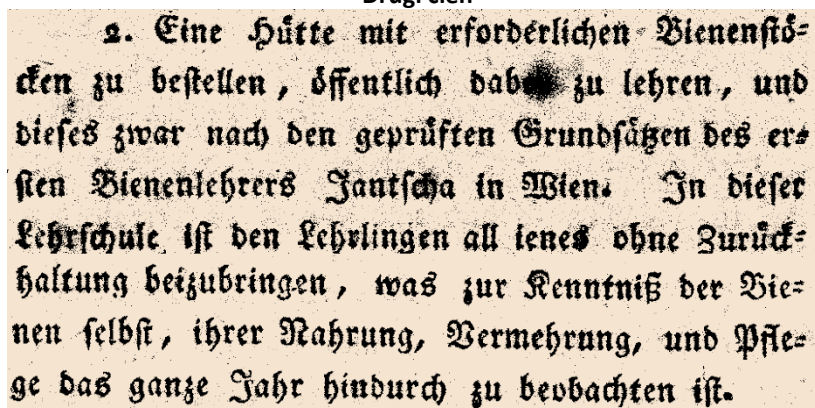 2. Eine Hütte mit erforderlichen Bienenstö-
cken zu bestellen, öffentlich dabei zu lehren, und
dieses zwar nach den geprüften Grundsätzen des er-
sten Bienenlehrers Jantscha in Wien. In dieser
Lehrschule ist den Lehrlingen all ienes ohne Zurück-
haltung beizubringen, was zur Kenntniß der Bie-
nen selbst, ihrer Nahrung, Vermehrung, und Pfle-
ge das ganze Jahr hindurch zu beobachten ist.